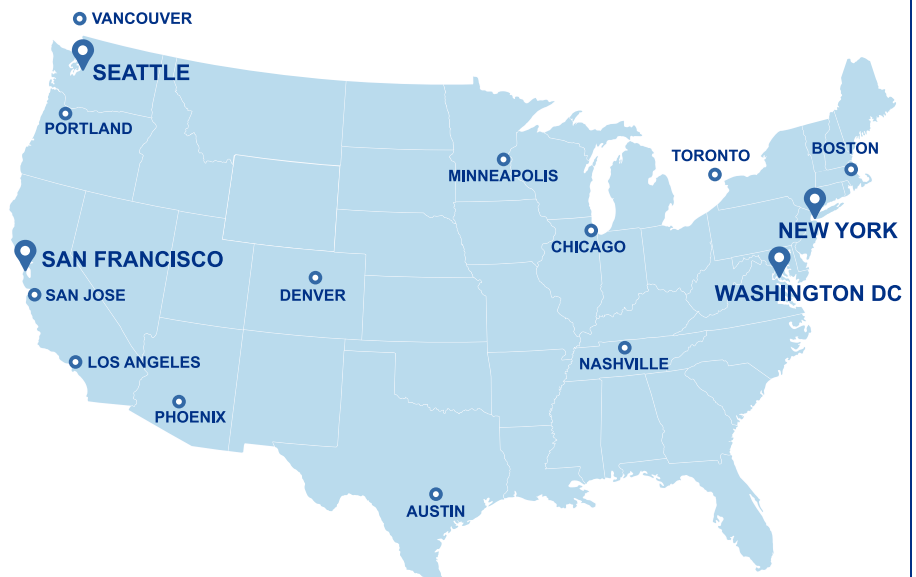 VANCOUVER
SEATTLE
PORTLAND
MINNEAPOLIS
TORONTO
BOSTON
NEW YORK
CHICAGO
SAN FRANCISCO
WASHINGTON DC
SAN JOSE
DENVER
LOS ANGELES
NASHVILLE
PHOENIX
AUSTIN